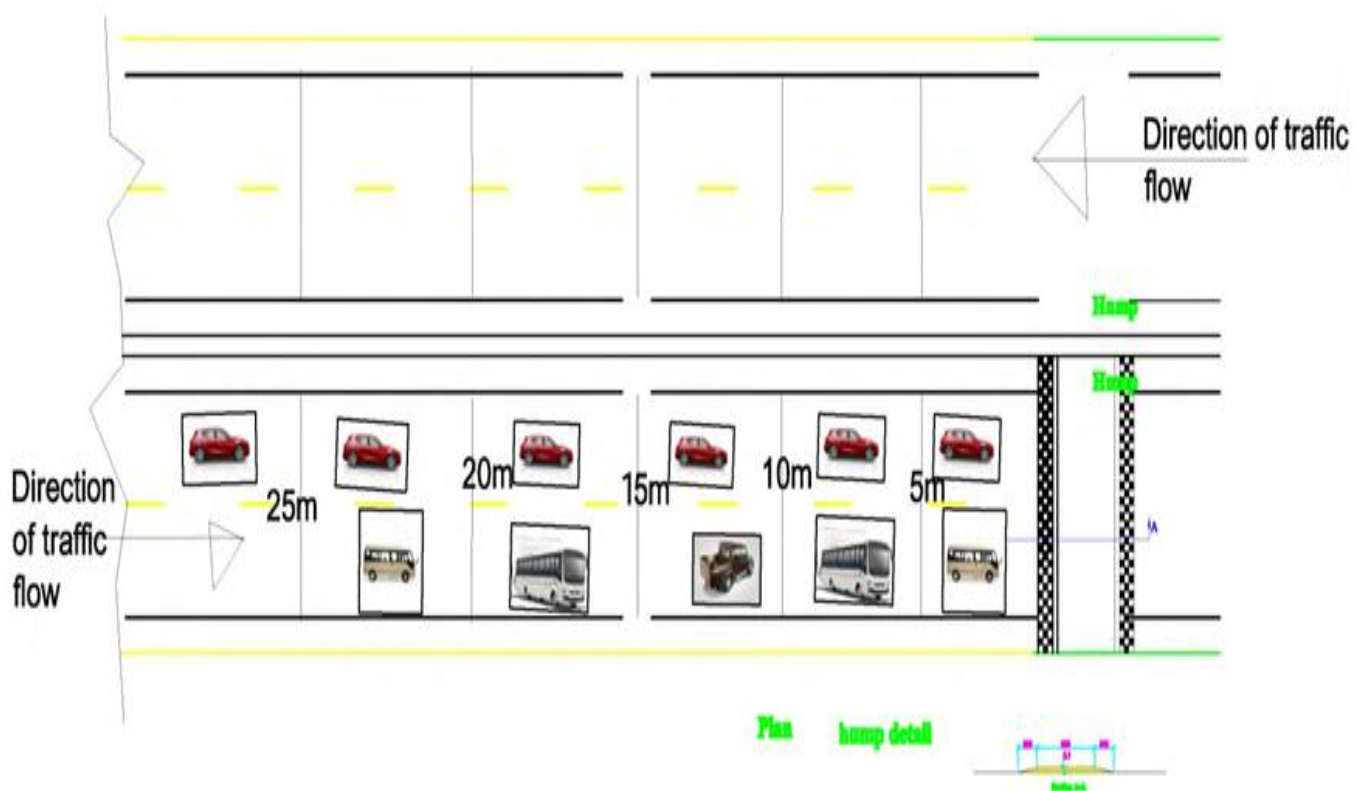 Direction of traffic
flow
Hump
Hump
Direction
of traffic
flow
25m
20m
15m
10m
5m
A
Plan hump detail